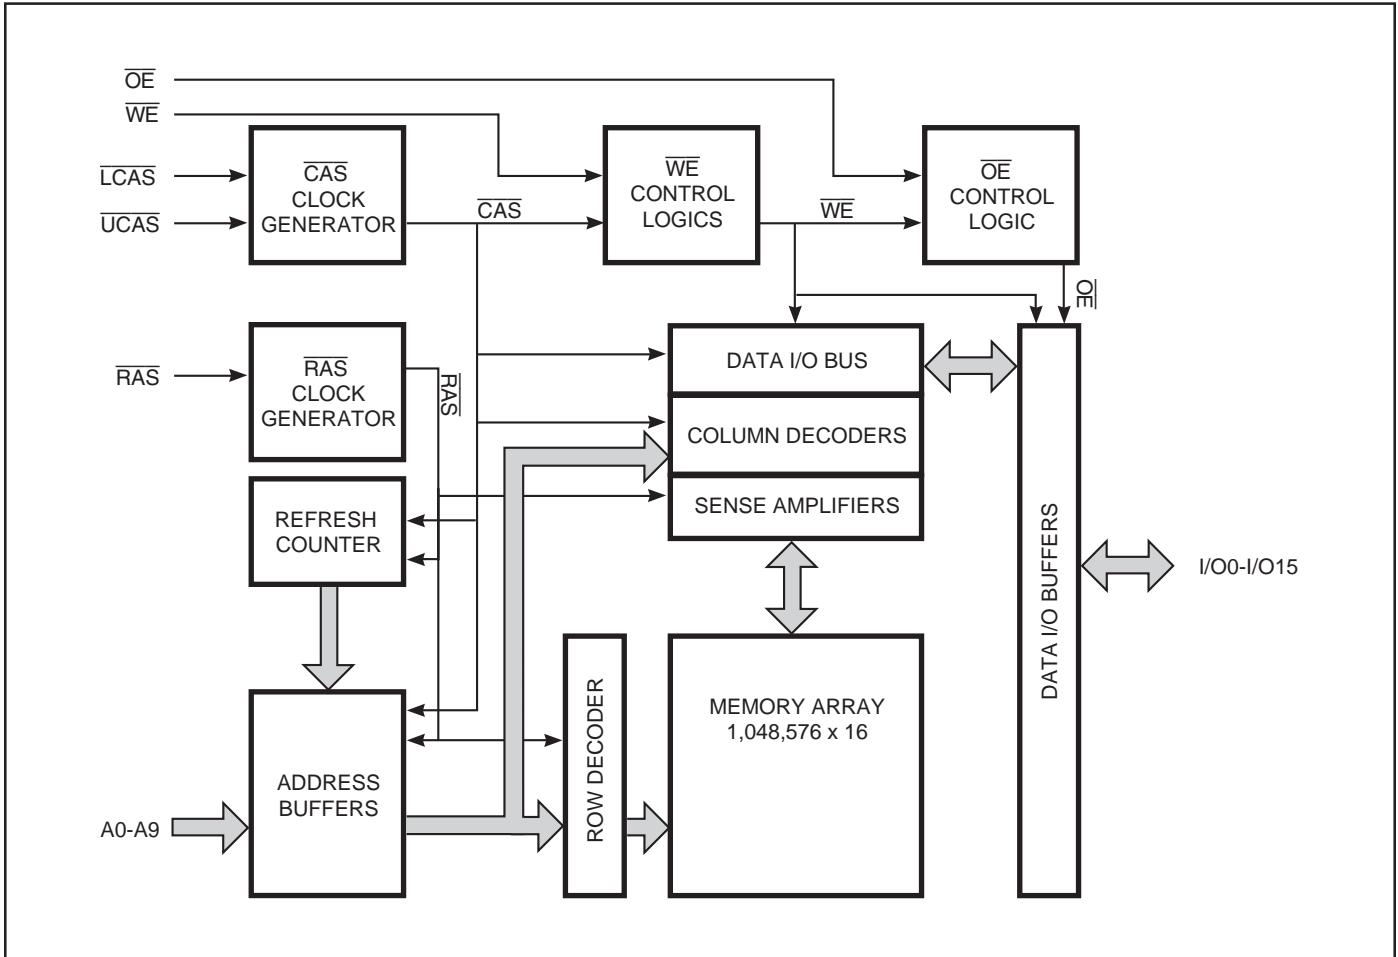 OE
WE
LCAS
UCAS
CAS
CLOCK
GENERATOR
CAS
WE
CONTROL
LOGICS
WE
OE
CONTROL
LOGIC
OE
RAS
RAS
CLOCK
GENERATOR
RAS
DATA I/O BUS
COLUMN DECODERS
SENSE AMPLIFIERS
REFRESH
COUNTER
DATA I/O BUFFERS
I/O0-I/O15
ROW DECODER
MEMORY ARRAY
1,048,576 x 16
ADDRESS
BUFFERS
A0-A9